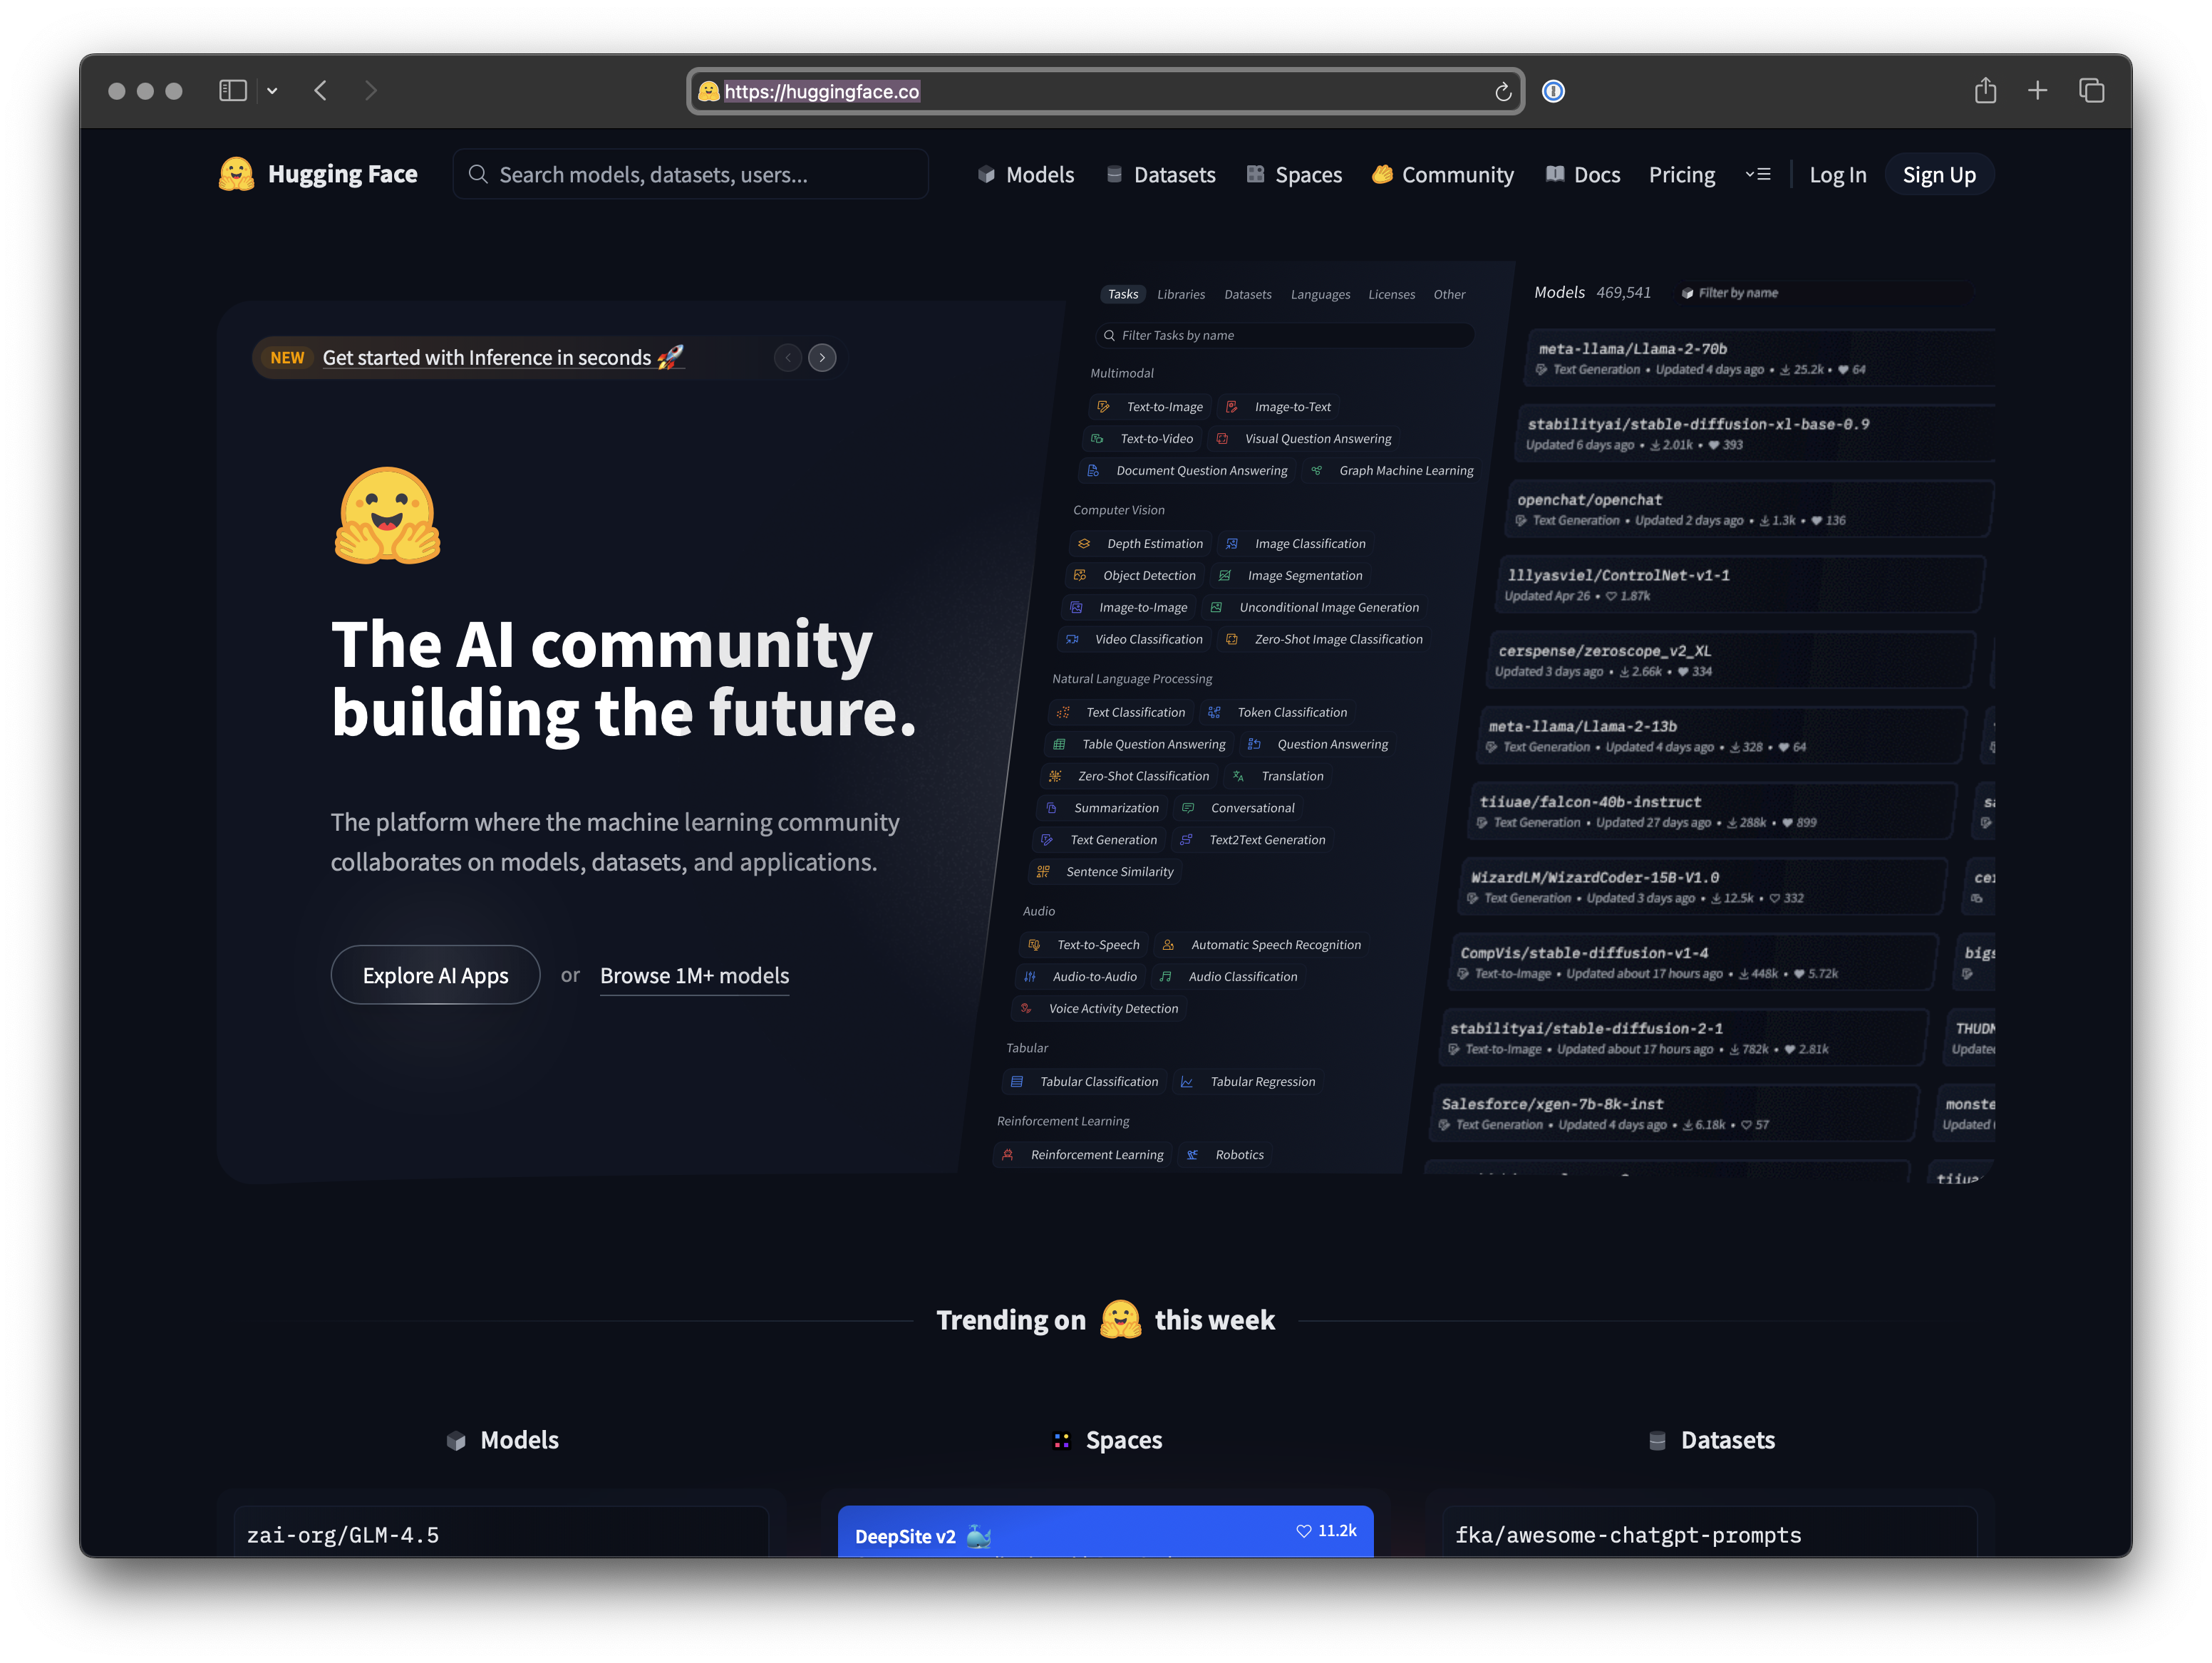 https://huggingface.co
Hugging Face
Search models, datasets, users...
Models
Datasets
Spaces
Community
Docs
Pricing
Log In
Sign Up
NEW Get started with Inference in seconds 🚀
The AI community
building the future.
The platform where the machine learning community
collaborates on models, datasets, and applications.
Explore AI Apps or Browse 1M+ models
Tasks Libraries Datasets Languages Licenses Other
Filter Tasks by name
Multimodal
Text-to-Image Image-to-Text
Text-to-Video Visual Question Answering
Document Question Answering Graph Machine Learning
Computer Vision
Depth Estimation Image Classification
Object Detection Image Segmentation
Image-to-Image Unconditional Image Generation
Video Classification Zero-Shot Image Classification
Natural Language Processing
Text Classification Token Classification
Table Question Answering Question Answering
Zero-Shot Classification Translation
Summarization Conversational
Text Generation Text2Text Generation
Sentence Similarity
Audio
Text-to-Speech Automatic Speech Recognition
Audio-to-Audio Audio Classification
Voice Activity Detection
Tabular
Tabular Classification Tabular Regression
Reinforcement Learning
Reinforcement Learning Robotics
Models 469,541 Filter by name
meta-llama/Llama-2-70b
Text Generation • Updated 4 days ago • 25.2k • 64
stabilityai/stable-diffusion-xl-base-0.9
Updated 6 days ago • 2.01k • 393
openchat/openchat
Text Generation • Updated 2 days ago • 1.3k • 136
lllyasviel/ControlNet-v1-1
Updated Apr 26 • 1.87k
cerspense/zeroscope_v2_XL
Updated 3 days ago • 2.66k • 334
meta-llama/Llama-2-13b
Text Generation • Updated 4 days ago • 328 • 64
tiiuae/falcon-40b-instruct
Text Generation • Updated 27 days ago • 288k • 899
WizardLM/WizardCoder-15B-V1.0
Text Generation • Updated 3 days ago • 12.5k • 332
CompVis/stable-diffusion-v1-4
Text-to-Image • Updated about 17 hours ago • 448k • 5.72k
stabilityai/stable-diffusion-2-1
Text-to-Image • Updated about 17 hours ago • 782k • 2.81k
Salesforce/xgen-7b-8k-inst
Text Generation • Updated 4 days ago • 6.18k • 57
Trending on 🤗 this week
Models
Spaces
Datasets
zai-org/GLM-4.5
DeepSite v2 🐳 11.2k
fka/awesome-chatgpt-prompts